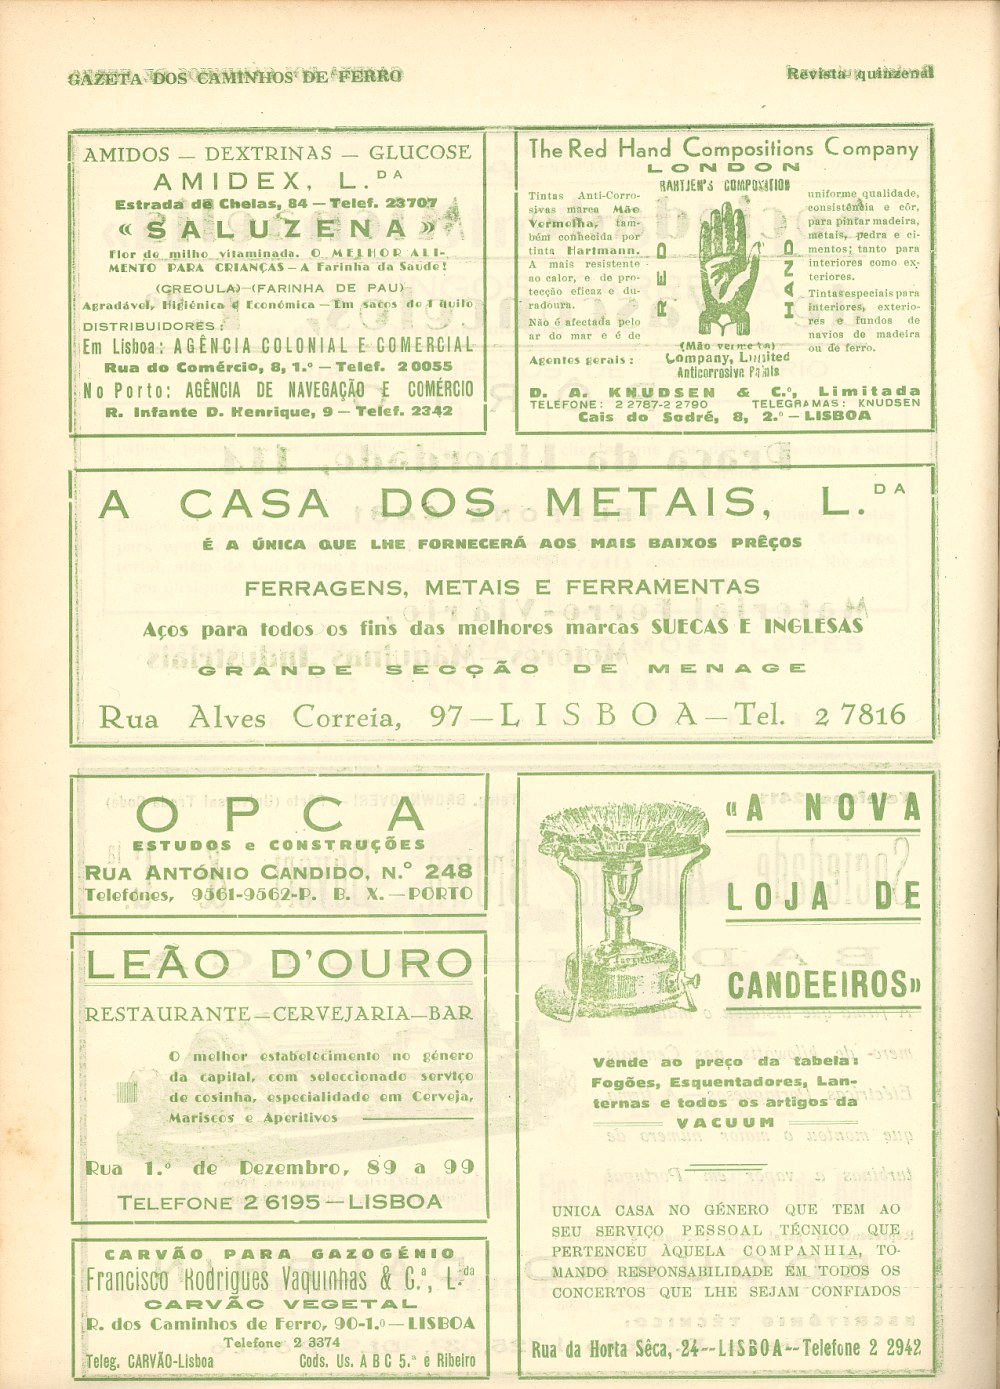 GAZETA DOS CAMINHOS DE FERRO
Revista quinzenal
AMIDOS — DEXTRINAS — GLUCOSE
AMIDEX, L.DA
Estrada de Chelas, 84 — Telef. 23707
« SALUZENA »
Flor de milho vitaminada. O MELHOR ALI-
MENTO PARA CRIANÇAS — A Farinha da Saúde!
(CREOULA)—(FARINHA DE PAU)
Agradável, Higiénica e Económica — Em sacos de 1 quilo
DISTRIBUIDORES:
Em Lisboa: AGÊNCIA COLONIAL E COMERCIAL
Rua do Comércio, 8, 1.º — Telef. 2 0055
No Porto: AGÊNCIA DE NAVEGAÇÃO E COMÉRCIO
R. Infante D. Henrique, 9 — Telef. 2342
The Red Hand Compositions Company
LONDON
Tintas Anti-Corro-
sivas marca Mão
Vermelha, tam-
bém conhecida por
tinta Hartmann.
A mais resistente
ao calor, e de pro-
tecção eficaz e du-
radoura.
Não é afectada pelo
ar do mar e é de
RAHTJEN'S COMPOSITION
RED HAND
(Mão vermelha)
Company, Limited
Anticorrosive Paints
uniforme qualidade,
consistência e côr,
para pintar madeira,
metais, pedra e ci-
mentos; tanto para
interiores como ex-
teriores.
Tintas especiais para
interiores, exterio-
res e fundos de
navios de madeira
ou de ferro.
Agentes gerais:
D. A. KNUDSEN & C.º, Limitada
TELEFONE: 2 2787-2 2790 TELEGRAMAS: KNUDSEN
Cais do Sodré, 8, 2.º — LISBOA
A CASA DOS METAIS, L.DA
É A ÚNICA QUE LHE FORNECERÁ AOS MAIS BAIXOS PRÊÇOS
FERRAGENS, METAIS E FERRAMENTAS
Aços para todos os fins das melhores marcas SUECAS E INGLESAS
GRANDE SECÇÃO DE MENAGE
Rua Alves Correia, 97 — LISBOA — Tel. 2 7816
OPCA
ESTUDOS e CONSTRUÇÕES
RUA ANTÓNIO CANDIDO, N.º 248
Telefónes, 9561-9562-P. B. X. — PORTO
LEÃO D'OURO
RESTAURANTE — CERVEJARIA — BAR
O melhor estabelecimento no género
da capital, com seleccionado serviço
de cosinha, especialidade em Cerveja,
Mariscos e Aperitivos
Rua 1.º de Dezembro, 89 a 99
TELEFONE 2 6195 — LISBOA
CARVÃO PARA GAZOGÉNIO
Francisco Rodrigues Vaquinhas & C.ª, L.da
CARVÃO VEGETAL
R. dos Caminhos de Ferro, 90-1.º — LISBOA
Telefone 2 3374
Teleg. CARVÃO-Lisboa Cods. Us. A B C 5.ª e Ribeiro
«A NOVA
LOJA DE
CANDEEIROS»
Vende ao preço da tabela:
Fogões, Esquentadores, Lan-
ternas e todos os artigos da
VACUUM
UNICA CASA NO GÉNERO QUE TEM AO
SEU SERVIÇO PESSOAL TÉCNICO QUE
PERTENCEU ÀQUELA COMPANHIA, TO-
MANDO RESPONSABILIDADE EM TODOS OS
CONCERTOS QUE LHE SEJAM CONFIADOS
Rua da Horta Sêca, 24--LISBOA--Telefone 2 2942